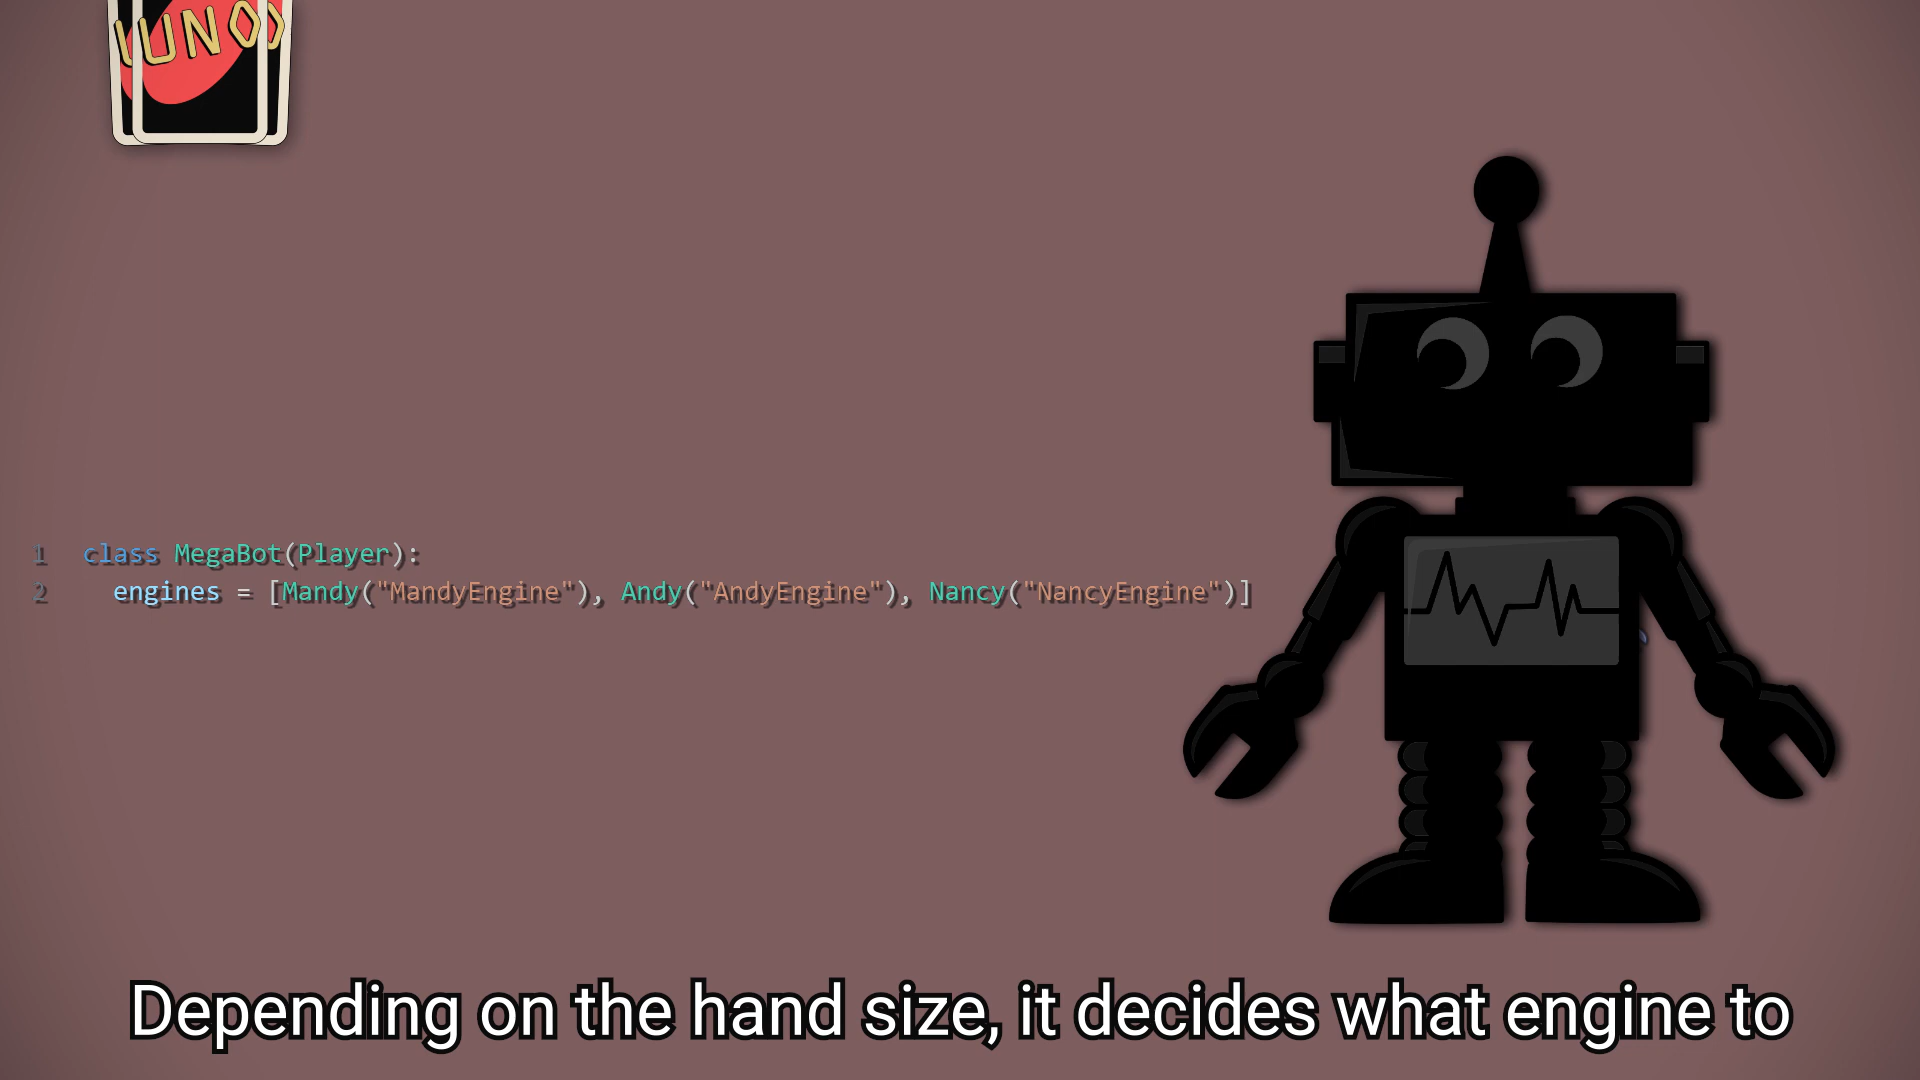 UNO
1 class MegaBot(Player):
2 engines = [Mandy("MandyEngine"), Andy("AndyEngine"), Nancy("NancyEngine")]
Depending on the hand size, it decides what engine to